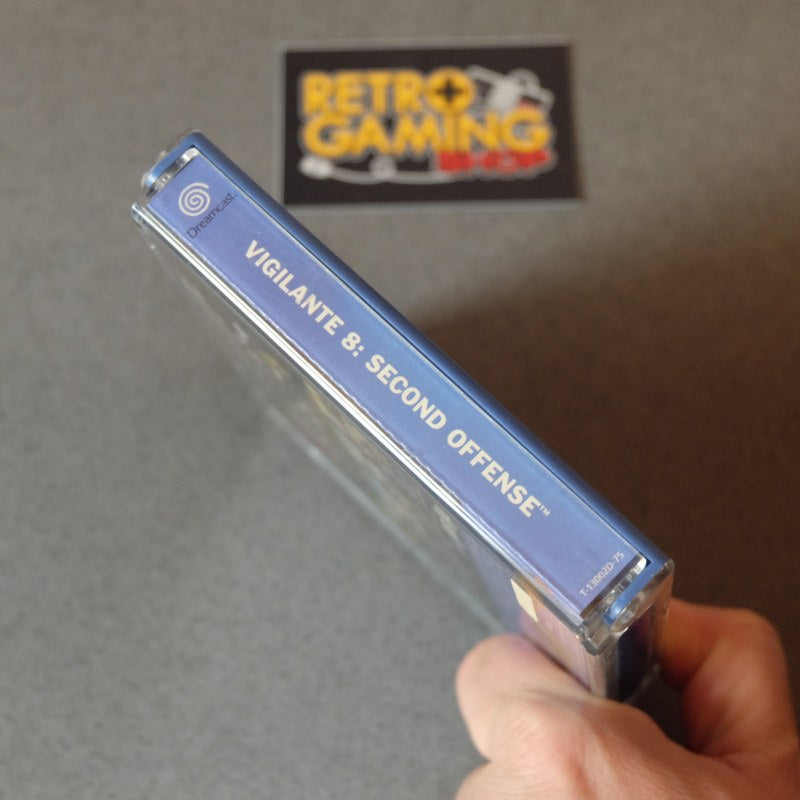 RETRO
GAMING
SHOP
Dreamcast
VIGILANTE 8: SECOND OFFENSE™
T-13002D-75